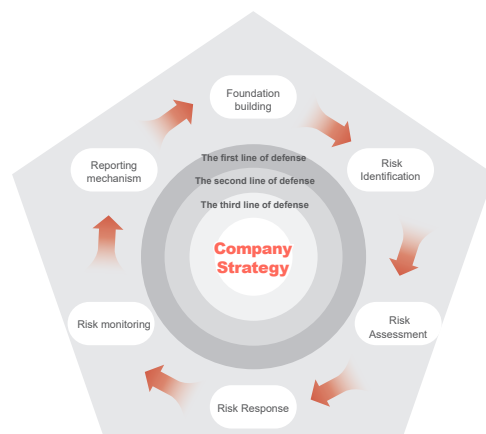 Foundation
building
The first line of defense
Reporting
mechanism
Risk
Identification
The second line of defense
The third line of defense
Company
Strategy
Risk monitoring
Risk
Assessment
Risk Response